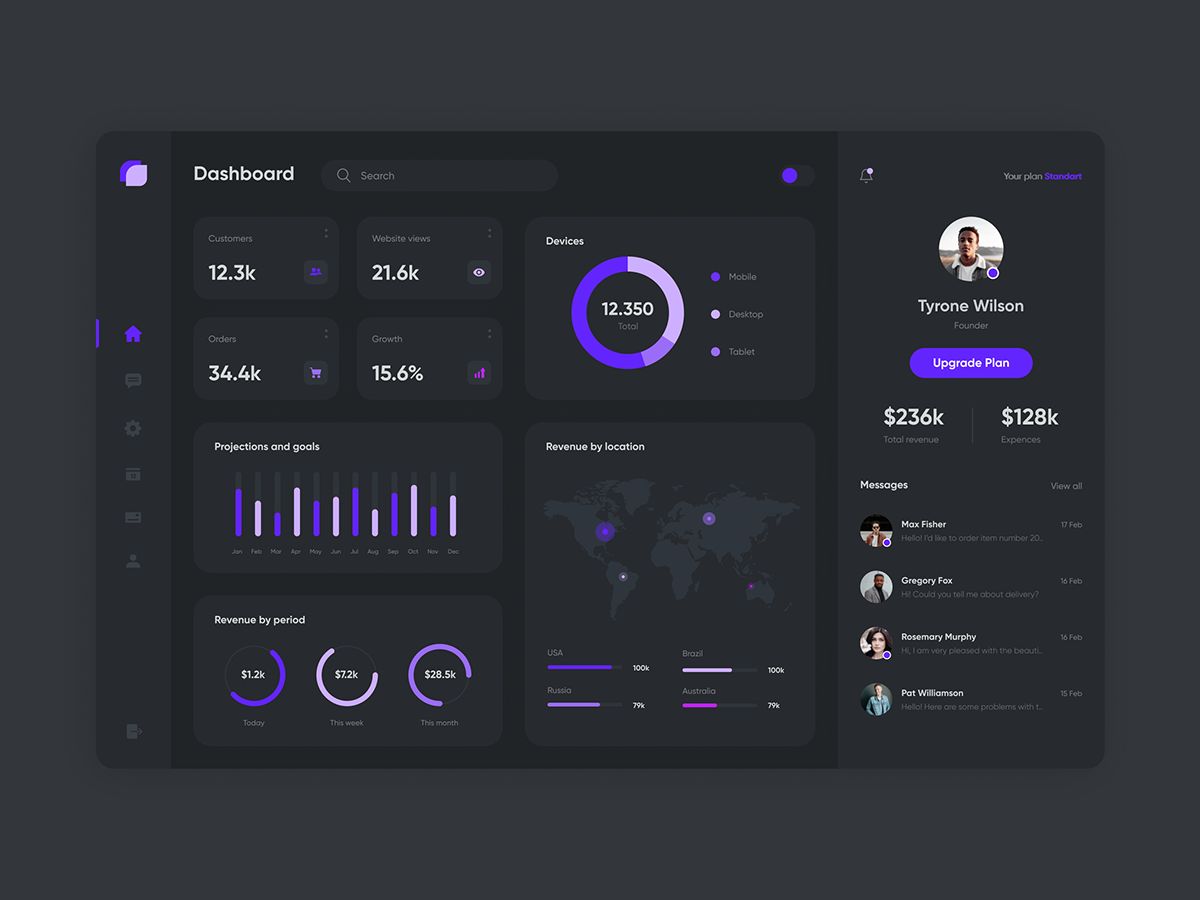 Dashboard
Search
Customers
12.3k
Website views
21.6k
Orders
34.4k
Growth
15.6%
Devices
12.350
Total
Mobile
Desktop
Tablet
Projections and goals
Jan Feb Mar Apr May Jun Jul Aug Sep Oct Nov Dec
Revenue by period
$1.2k
Today
$7.2k
This week
$28.5k
This month
Revenue by location
USA
100k
Brazil
100k
Russia
79k
Australia
79k
Your plan Standart
Tyrone Wilson
Founder
Upgrade Plan
$236k
Total revenue
$128k
Expences
Messages
View all
Max Fisher
17 Feb
Hello! I'd like to order item number 20..
Gregory Fox
16 Feb
Hi! Could you tell me about delivery?
Rosemary Murphy
16 Feb
Hi, I am very pleased with the beauti..
Pat Williamson
15 Feb
Hello! Here are some problems with t..